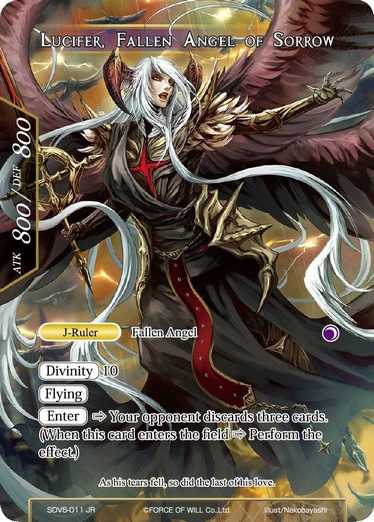 Lucifer, Fallen Angel of Sorrow
ATK 800 / DEF 800
J-Ruler Fallen Angel
Divinity 10
Flying
Enter ⇨ Your opponent discards three cards.
(When this card enters the field ⇨ Perform the
effect.)
As his tears fell, so did the last of his love.
SDV5-011 JR ©FORCE OF WILL Co.,Ltd. Illust/Nekobayashi